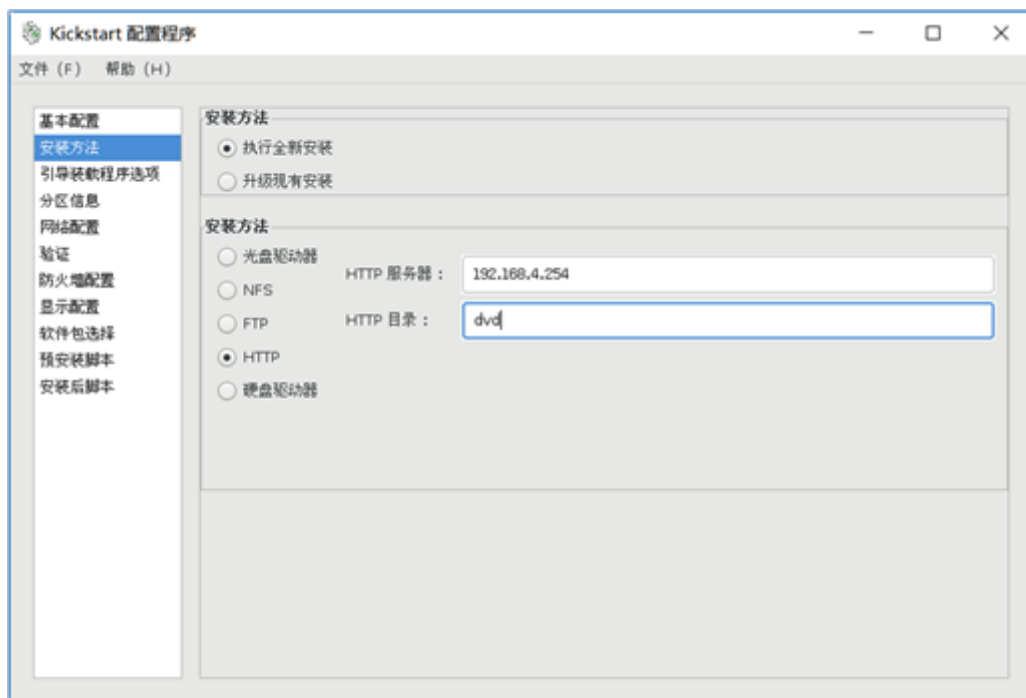 Kickstart 配置程序
文件 (F) 帮助 (H)
基本配置
安装方法
引导装载程序选项
分区信息
网络配置
验证
防火墙配置
显示配置
软件包选择
预安装脚本
安装后脚本
安装方法
执行全新安装
升级现有安装
安装方法
光盘驱动器
NFS
FTP
HTTP
硬盘驱动器
HTTP 服务器： 192.168.4.254
HTTP 目录： dvd